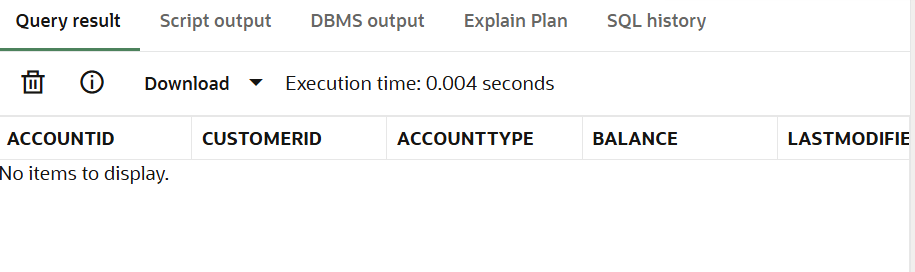 Query result Script output DBMS output Explain Plan SQL history
Download Execution time: 0.004 seconds
ACCOUNTID CUSTOMERID ACCOUNTTYPE BALANCE LASTMODIFIE
No items to display.